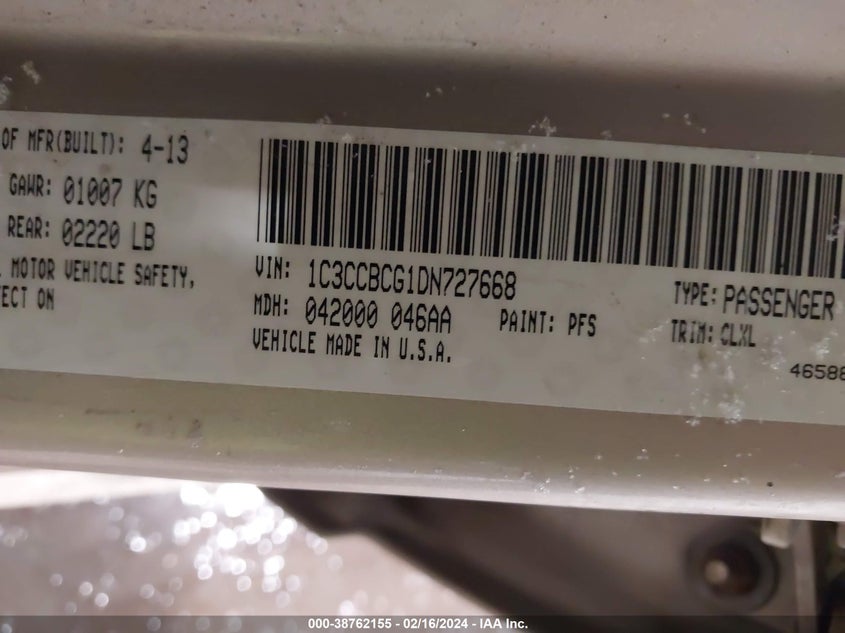 OF MFR(BUILT): 4-13
GAWR: 01007 KG
REAR: 02220 LB
MOTOR VEHICLE SAFETY,
ECT ON
VIN: 1C3CCBCG1DN727668
MDH: 042000 046AA PAINT: PFS
VEHICLE MADE IN U.S.A.
TYPE: PASSENGER
TRIM: CLXL
46588
000-38762155 - 02/16/2024 - IAA Inc.